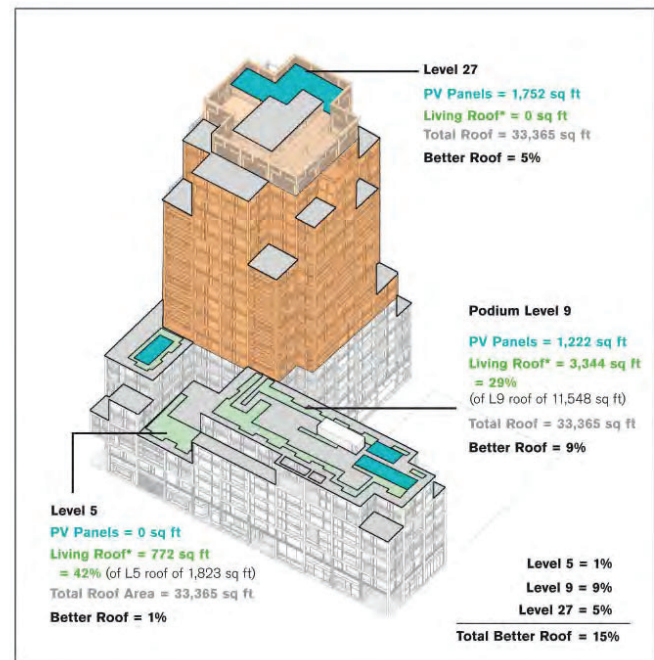 Level 27
PV Panels = 1,752 sq ft
Living Roof* = 0 sq ft
Total Roof = 33,365 sq ft
Better Roof = 5%
Podium Level 9
PV Panels = 1,222 sq ft
Living Roof* = 3,344 sq ft
= 29%
(of L9 roof of 11,548 sq ft)
Total Roof = 33,365 sq ft
Better Roof = 9%
Level 5
PV Panels = 0 sq ft
Living Roof* = 772 sq ft
= 42% (of L5 roof of 1,823 sq ft)
Total Roof Area = 33,365 sq ft
Better Roof = 1%
Level 5 = 1%
Level 9 = 9%
Level 27 = 5%
Total Better Roof = 15%